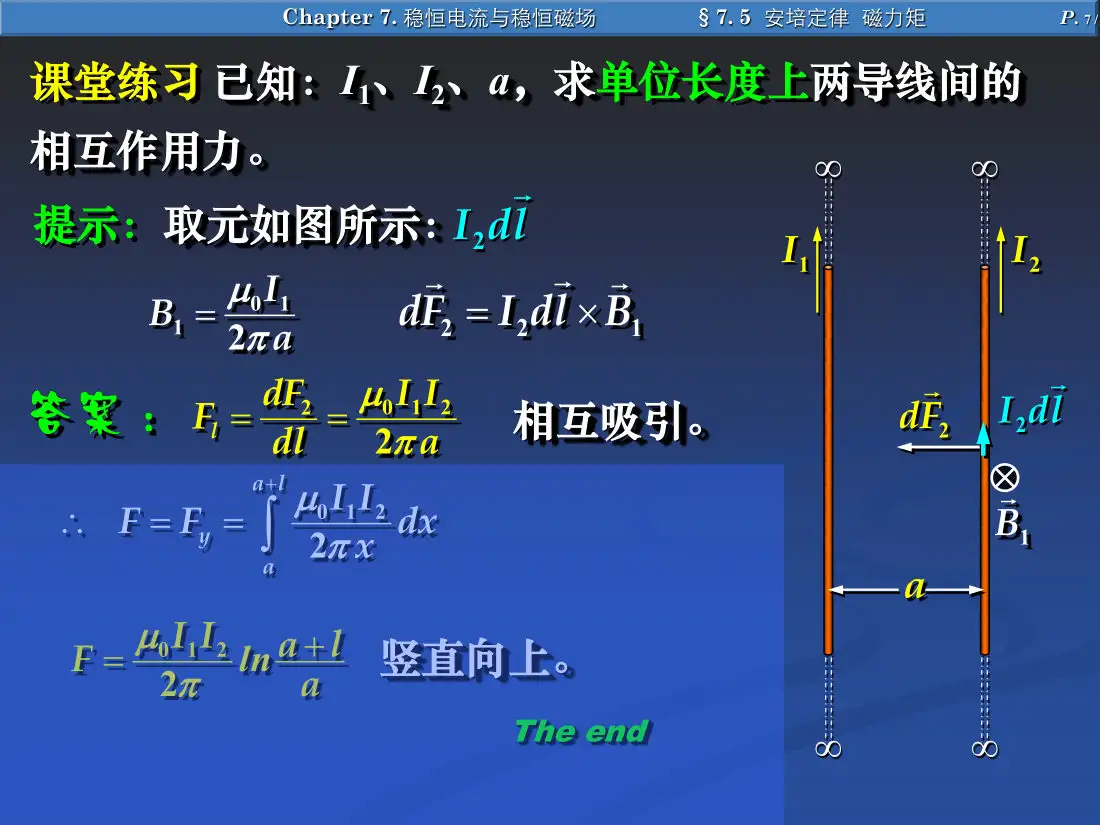 Chapter 7. 稳恒电流与稳恒磁场 §7. 5 安培定律 磁力矩 P. 7/
课堂练习 已知：I₁、I₂、a，求单位长度上两导线间的
相互作用力。
提示：取元如图所示：I₂dl⃗
B₁ = μ₀I₁ / 2πa dF⃗₂ = I₂dl⃗ × B⃗₁
答案：F_l = dF₂/dl = μ₀I₁I₂ / 2πa 相互吸引。
∴ F = F_y = ∫ₐ^{a+l} μ₀I₁I₂ / 2πx dx
F = μ₀I₁I₂ / 2π ln (a+l)/a 竖直向上。
The end
∞ ∞
I₁ I₂
dF⃗₂ I₂dl⃗
⊗
B⃗₁
a
∞ ∞